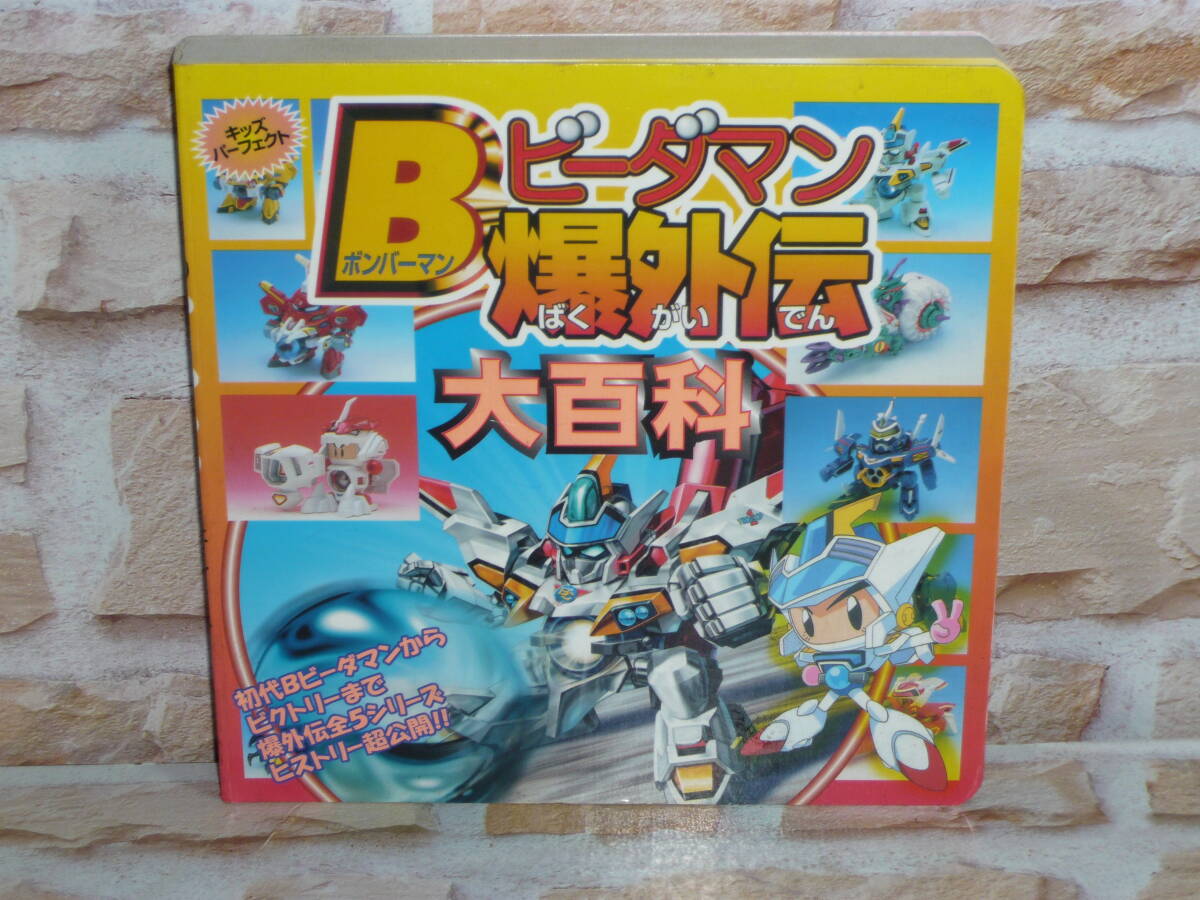 キッズ
パーフェクト
B ビーダマン
ボンバーマン
爆外伝
ばくがいでん
大百科
初代Bビーダマンから
ビクトリーまで
爆外伝全5シリーズ
ヒストリー超公開!!